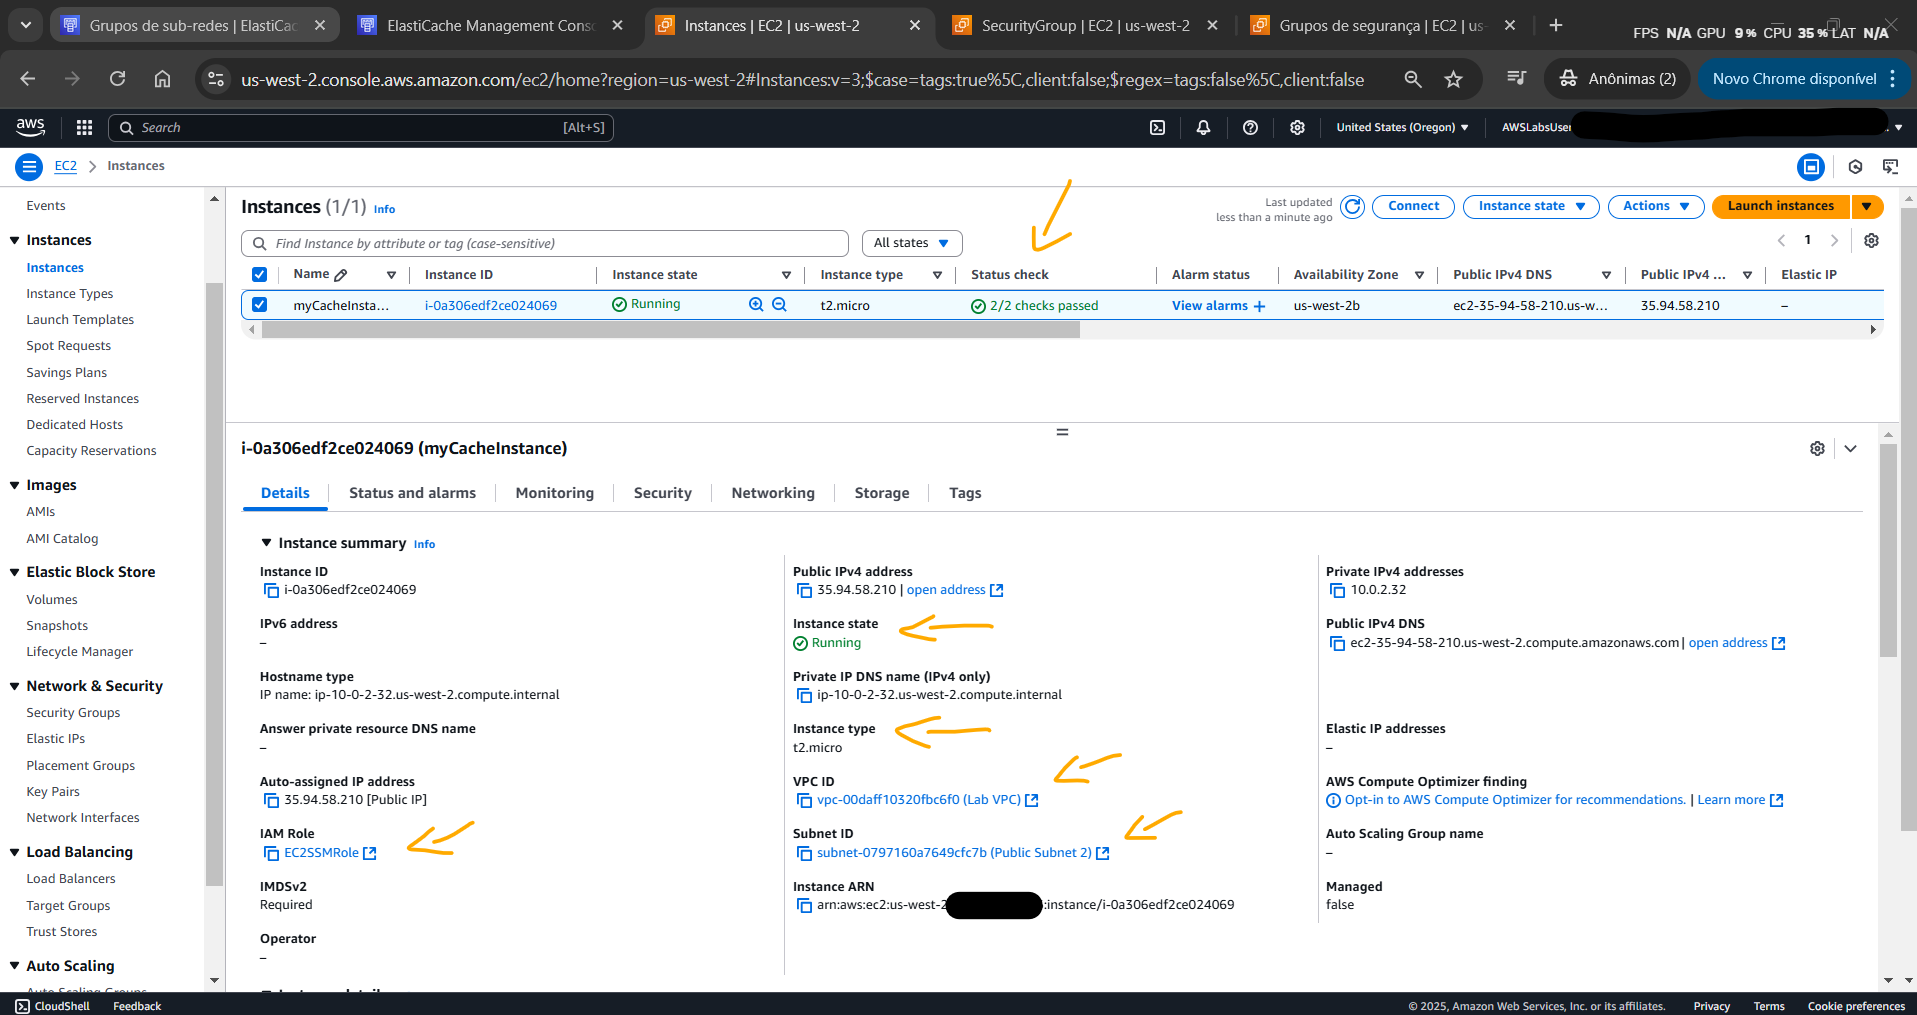 Grupos de sub-redes | ElastiCac
ElastiCache Management Conso
Instances | EC2 | us-west-2
SecurityGroup | EC2 | us-west-2
Grupos de segurança | EC2 | us-
FPS N/A GPU 9% CPU 35% LAT N/A
us-west-2.console.aws.amazon.com/ec2/home?region=us-west-2#Instances:v=3;$case=tags:true%5C,client:false;$regex=tags:false%5C,client:false
Anônimas (2)
Novo Chrome disponível
aws
Search
[Alt+S]
United States (Oregon)
AWSLabsUser
EC2
Instances
Events
Instances
Instances
Instance Types
Launch Templates
Spot Requests
Savings Plans
Reserved Instances
Dedicated Hosts
Capacity Reservations
Images
AMIs
AMI Catalog
Elastic Block Store
Volumes
Snapshots
Lifecycle Manager
Network & Security
Security Groups
Elastic IPs
Placement Groups
Key Pairs
Network Interfaces
Load Balancing
Load Balancers
Target Groups
Trust Stores
Auto Scaling
Auto Scaling Groups
Instances (1/1) Info
Last updated
less than a minute ago
Connect
Instance state
Actions
Launch instances
Find Instance by attribute or tag (case-sensitive)
All states
1
Name
Instance ID
Instance state
Instance type
Status check
Alarm status
Availability Zone
Public IPv4 DNS
Public IPv4 ...
Elastic IP
myCacheInsta...
i-0a306edf2ce024069
Running
t2.micro
2/2 checks passed
View alarms +
us-west-2b
ec2-35-94-58-210.us-w...
35.94.58.210
–
i-0a306edf2ce024069 (myCacheInstance)
Details
Status and alarms
Monitoring
Security
Networking
Storage
Tags
Instance summary Info
Instance ID
i-0a306edf2ce024069
Public IPv4 address
35.94.58.210 | open address
Private IPv4 addresses
10.0.2.32
IPv6 address
–
Instance state
Running
Public IPv4 DNS
ec2-35-94-58-210.us-west-2.compute.amazonaws.com | open address
Hostname type
IP name: ip-10-0-2-32.us-west-2.compute.internal
Private IP DNS name (IPv4 only)
ip-10-0-2-32.us-west-2.compute.internal
Answer private resource DNS name
–
Instance type
t2.micro
Elastic IP addresses
–
Auto-assigned IP address
35.94.58.210 [Public IP]
VPC ID
vpc-00daff10320fbc6f0 (Lab VPC)
AWS Compute Optimizer finding
Opt-in to AWS Compute Optimizer for recommendations. | Learn more
IAM Role
EC2SSMRole
Subnet ID
subnet-0797160a7649cfc7b (Public Subnet 2)
Auto Scaling Group name
–
IMDSv2
Required
Instance ARN
arn:aws:ec2:us-west-2
:instance/i-0a306edf2ce024069
Managed
false
Operator
–
CloudShell
Feedback
© 2025, Amazon Web Services, Inc. or its affiliates.
Privacy
Terms
Cookie preferences